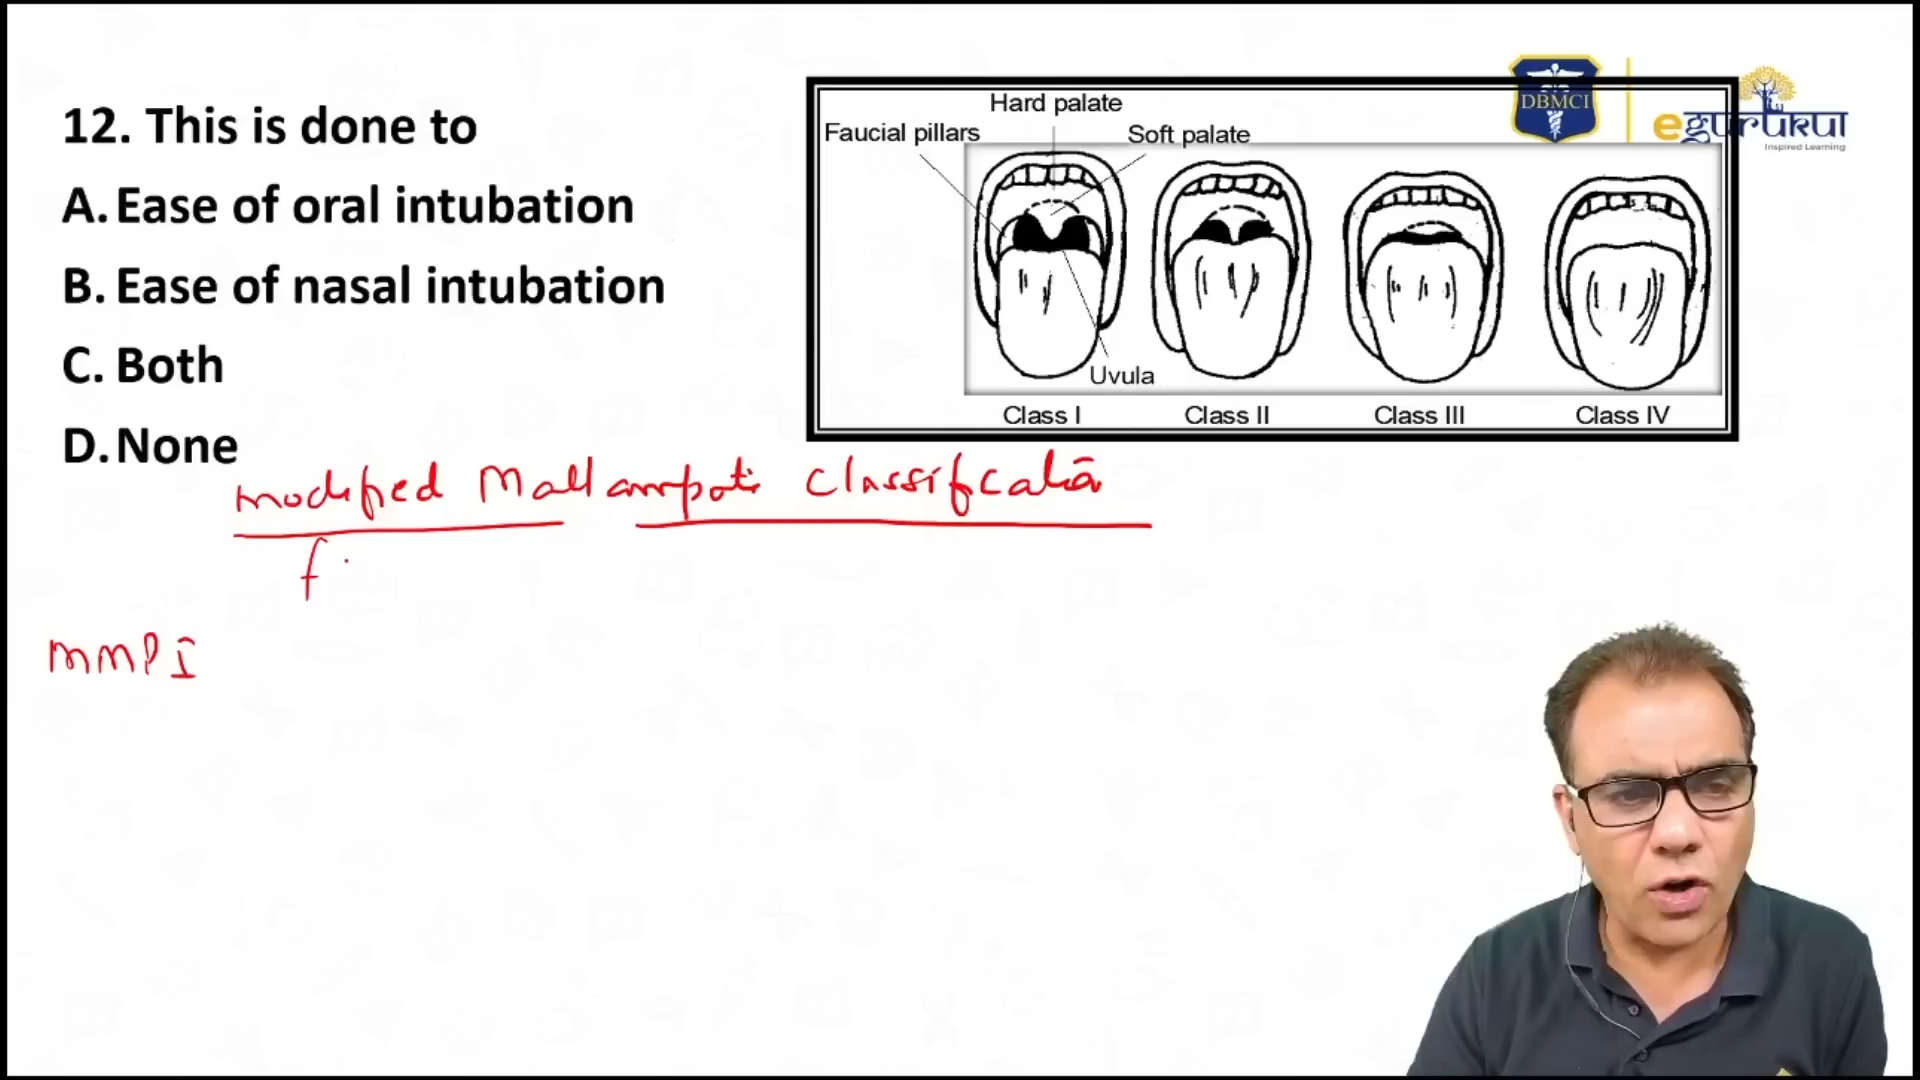 12. This is done to
A. Ease of oral intubation
B. Ease of nasal intubation
C. Both
D. None
Hard palate
Faucial pillars
Soft palate
Uvula
Class I
Class II
Class III
Class IV
DBMCI
egurukul
Inspired Learning
modified Mallampati Classification
f
MMPI